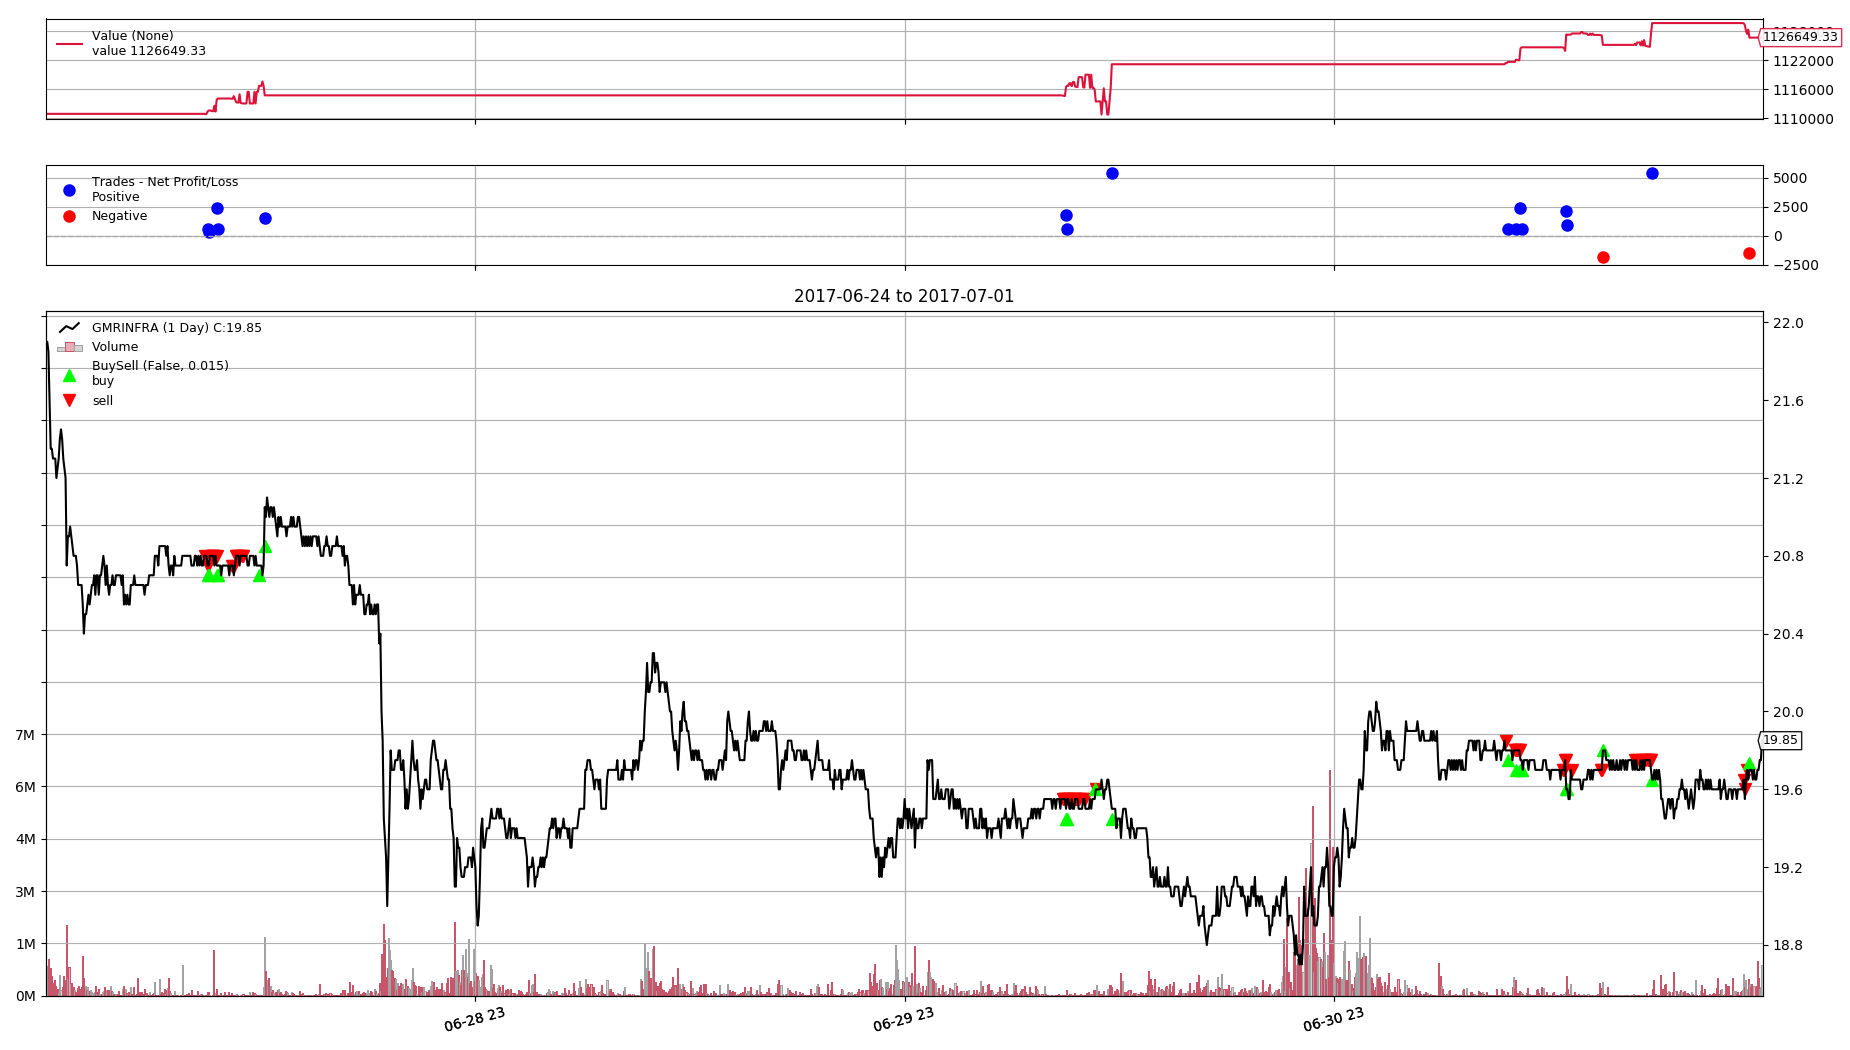 Value (None)
value 1126649.33
1126649.33
1122000
1116000
1110000
Trades - Net Profit/Loss
Positive
Negative
5000
2500
0
−2500
2017-06-24 to 2017-07-01
GMRINFRA (1 Day) C:19.85
Volume
BuySell (False, 0.015)
buy
sell
22.0
21.6
21.2
20.8
20.4
20.0
19.85
19.6
19.2
18.8
7M
6M
4M
3M
1M
0M
06-28 23
06-29 23
06-30 23